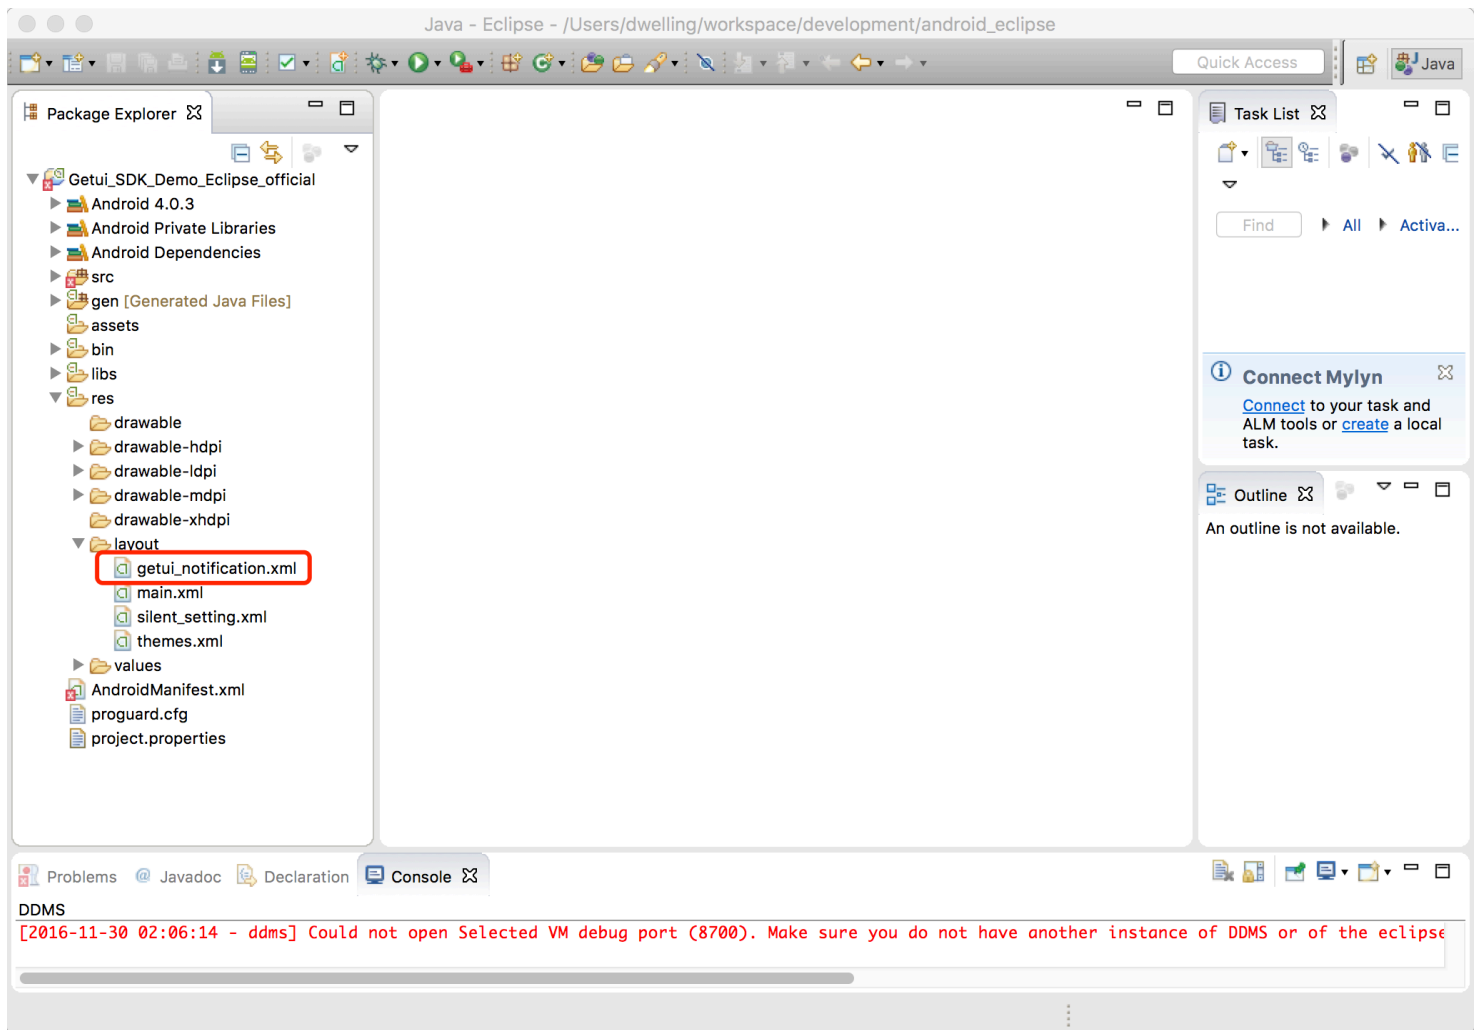 Java - Eclipse - /Users/dwelling/workspace/development/android_eclipse
Quick Access
Java
Package Explorer
Getui_SDK_Demo_Eclipse_official
Android 4.0.3
Android Private Libraries
Android Dependencies
src
gen [Generated Java Files]
assets
bin
libs
res
drawable
drawable-hdpi
drawable-ldpi
drawable-mdpi
drawable-xhdpi
layout
getui_notification.xml
main.xml
silent_setting.xml
themes.xml
values
AndroidManifest.xml
proguard.cfg
project.properties
Task List
Find
All
Activa...
Connect Mylyn
Connect to your task and
ALM tools or create a local
task.
Outline
An outline is not available.
Problems
@ Javadoc
Declaration
Console
DDMS
[2016-11-30 02:06:14 - ddms] Could not open Selected VM debug port (8700). Make sure you do not have another instance of DDMS or of the eclipse